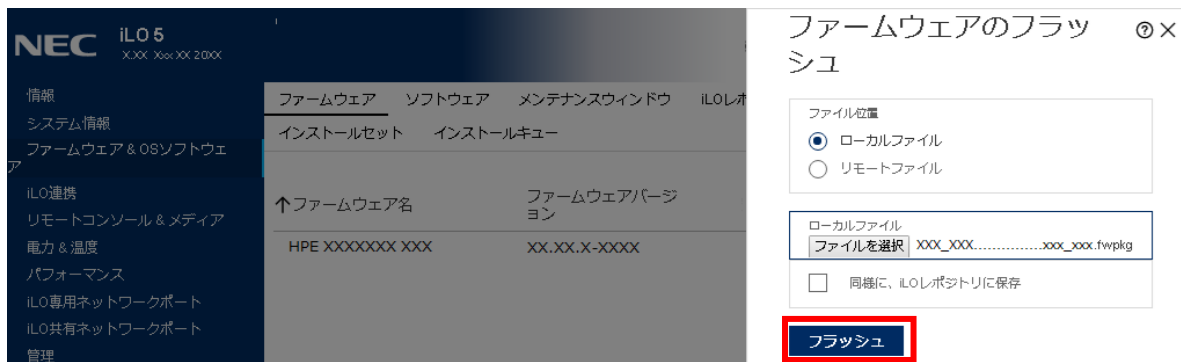 NEC iLO 5
X.XX Xxx XX 20XX
情報
システム情報
ファームウェア & OSソフトウェ
ア
iLO連携
リモートコンソール & メディア
電力 & 温度
パフォーマンス
iLO専用ネットワークポート
iLO共有ネットワークポート
管理
ファームウェア ソフトウェア メンテナンスウィンドウ iLOレポ
インストールセット インストールキュー
↑ファームウェア名
ファームウェアバージ
ョン
HPE XXXXXXX XXX
XX.XX.X-XXXX
ファームウェアのフラッ
シュ
ファイル位置
ローカルファイル
リモートファイル
ローカルファイル
ファイルを選択 XXX_XXX...............xxx_xxx.fwpkg
同様に、iLOレポジトリに保存
フラッシュ